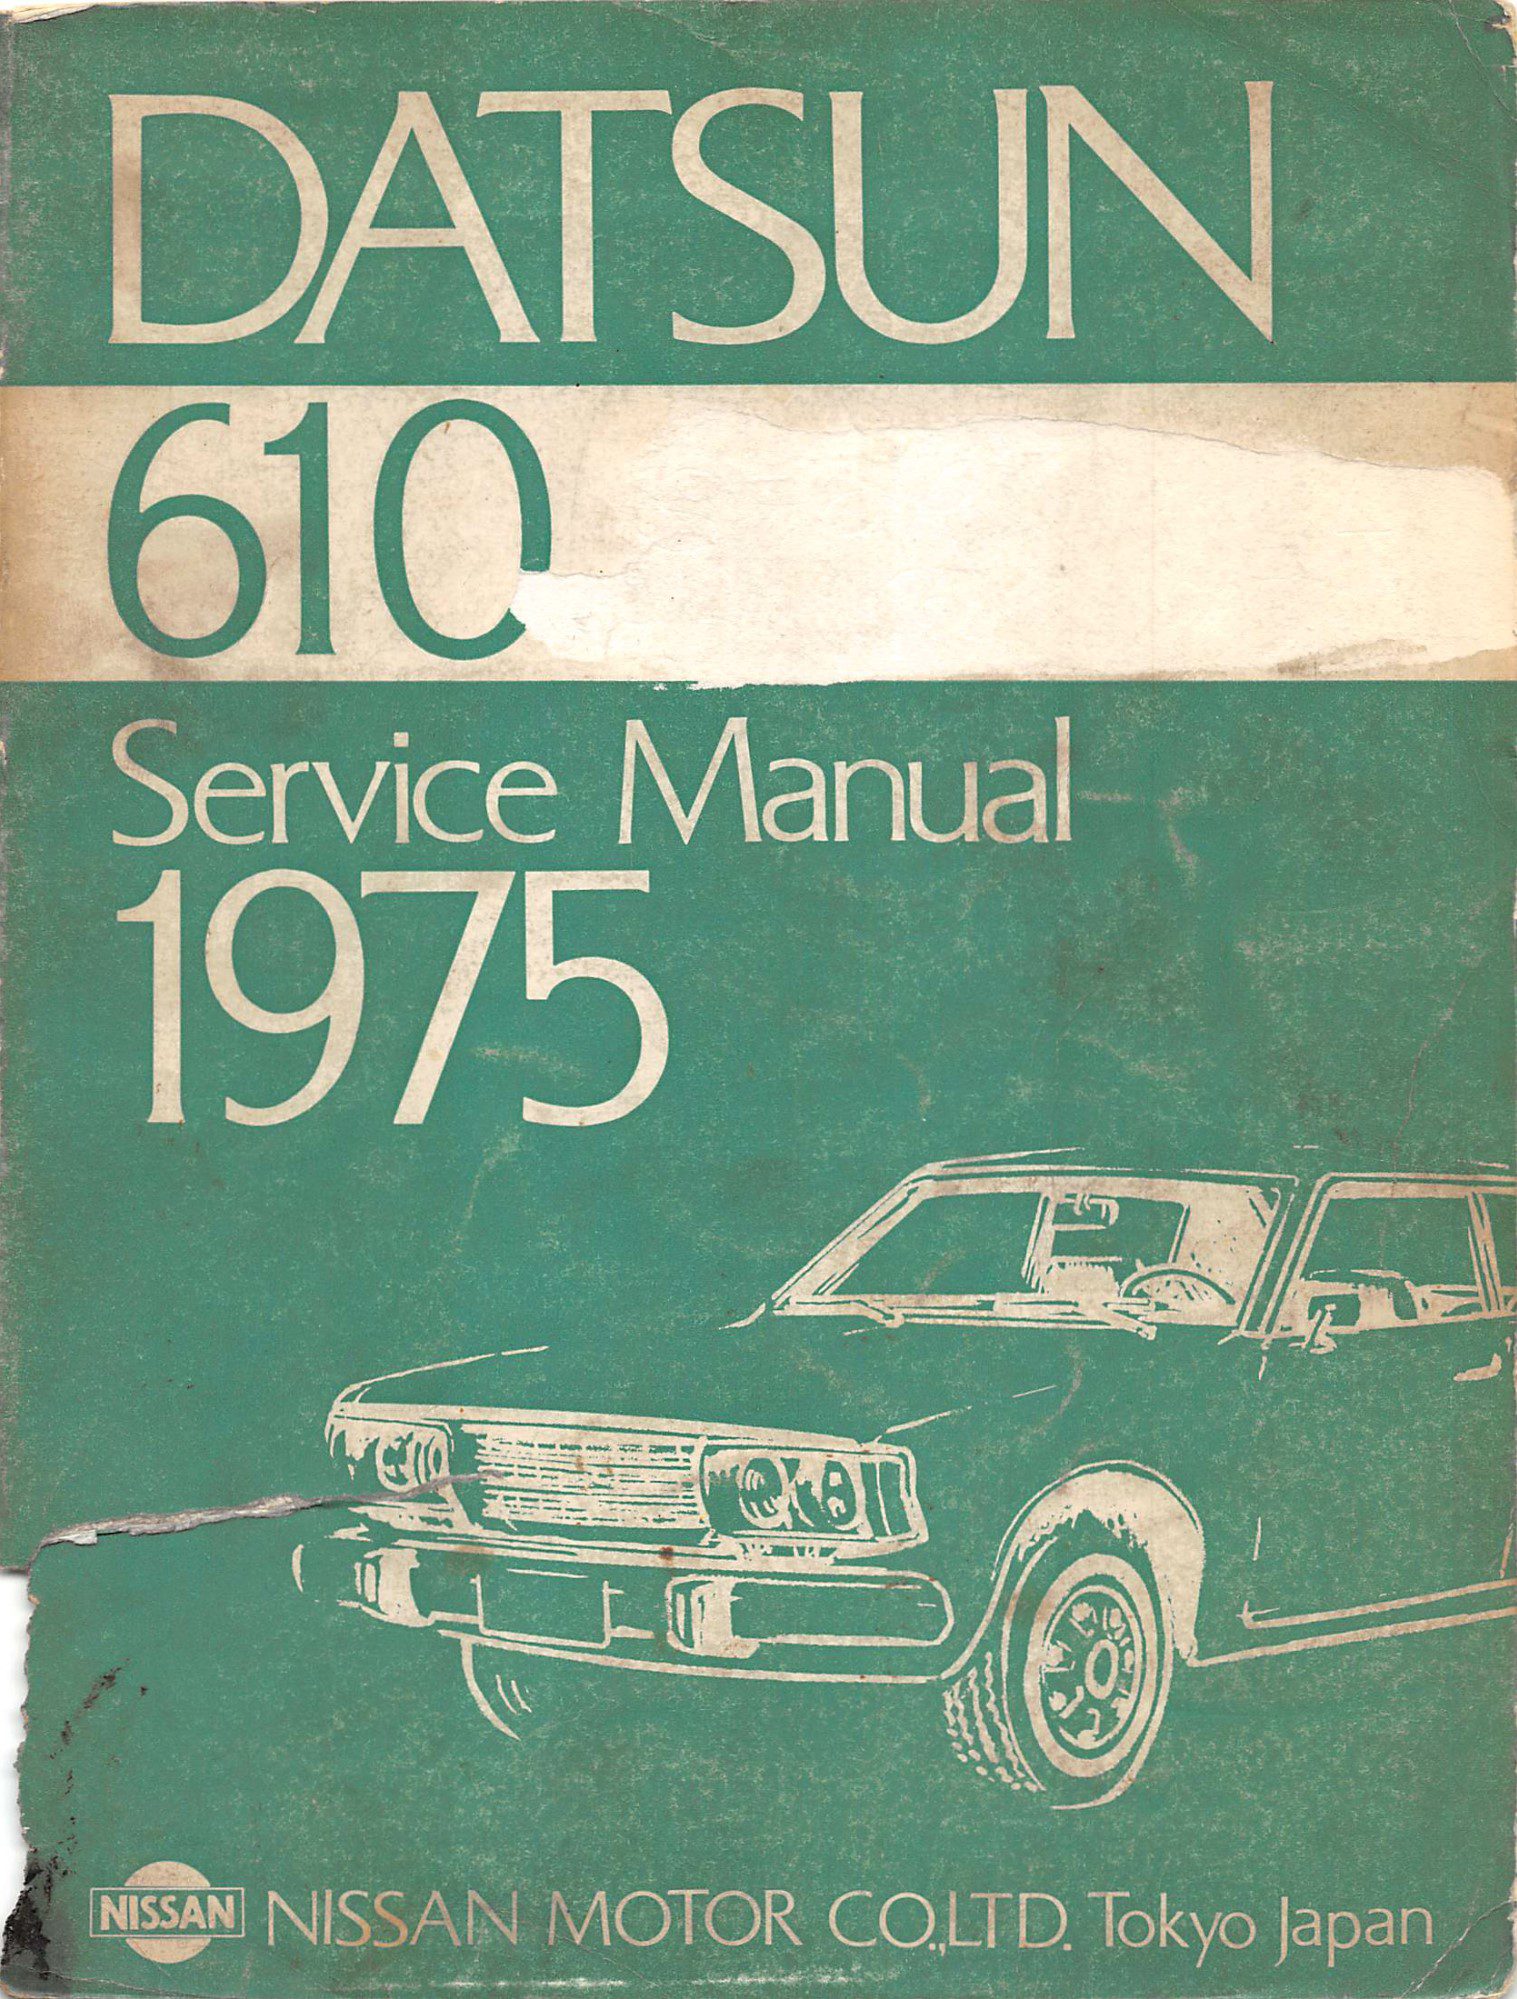 DATSUN
610
Service Manual
1975
NISSAN NISSAN MOTOR CO.,LTD. Tokyo Japan